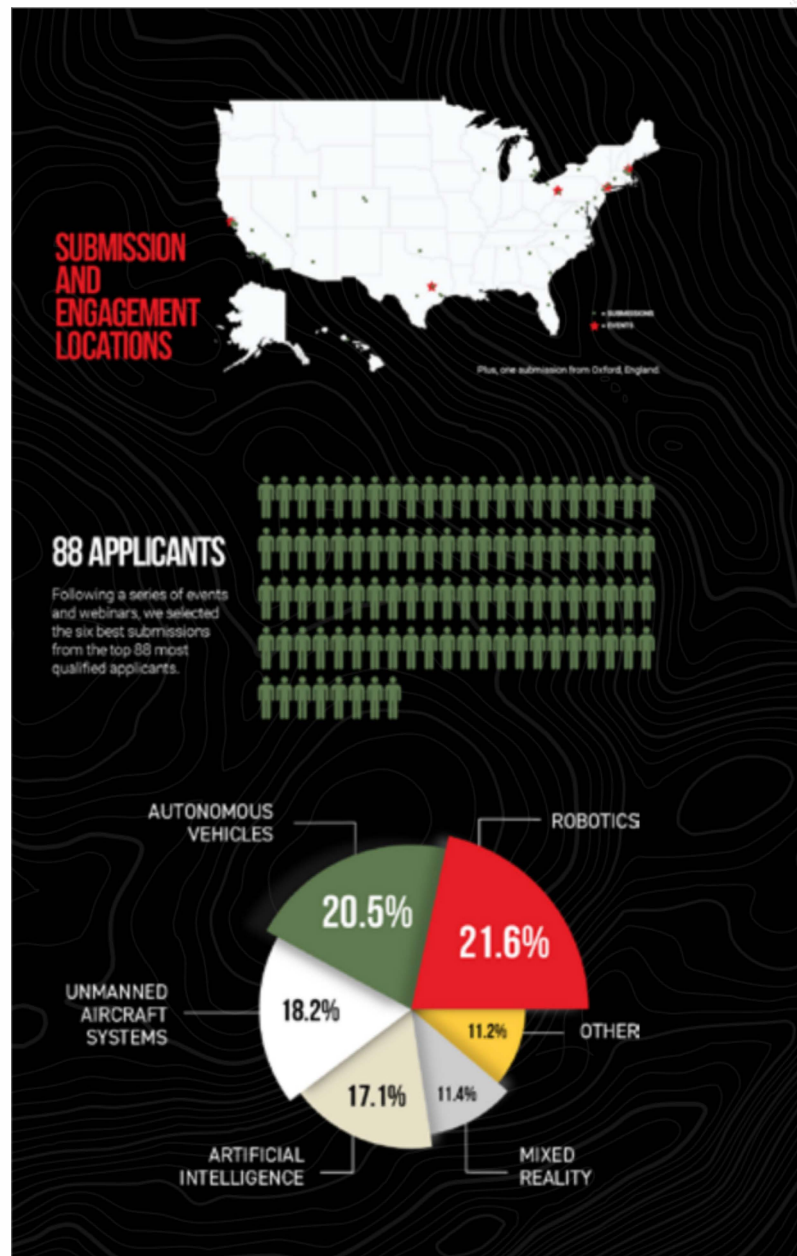 SUBMISSION
AND
ENGAGEMENT
LOCATIONS
= SUBMISSIONS
= EVENTS
Plus, one submission from Oxford, England.
88 APPLICANTS
Following a series of events
and webinars, we selected
the six best submissions
from the top 88 most
qualified applicants.
AUTONOMOUS
VEHICLES
ROBOTICS
20.5%
21.6%
UNMANNED
AIRCRAFT
SYSTEMS
18.2%
11.2%
OTHER
17.1%
11.4%
ARTIFICIAL
INTELLIGENCE
MIXED
REALITY